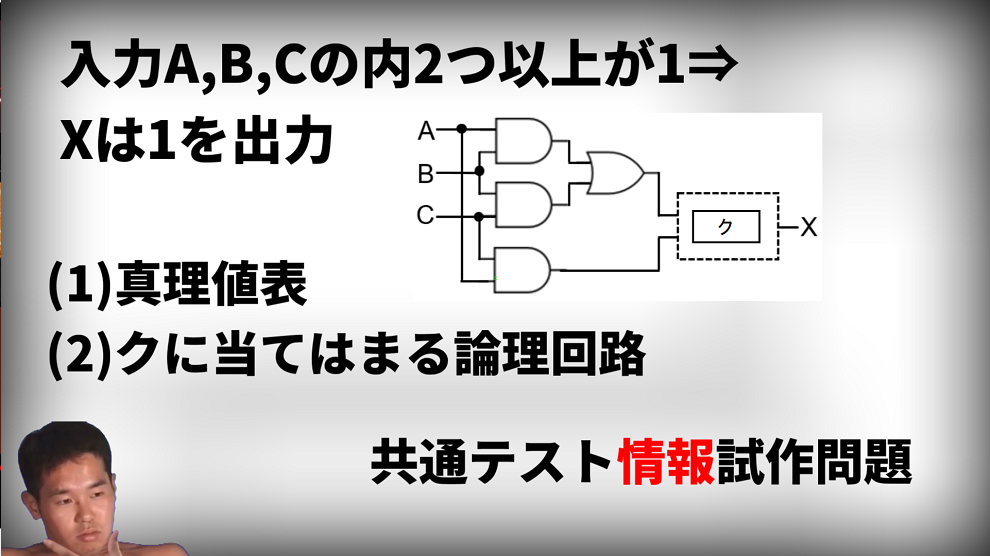 入力A,B,Cの内2つ以上が1⇒
Xは1を出力
A
B
C
ク
X
(1)真理値表
(2)クに当てはまる論理回路
共通テスト情報試作問題